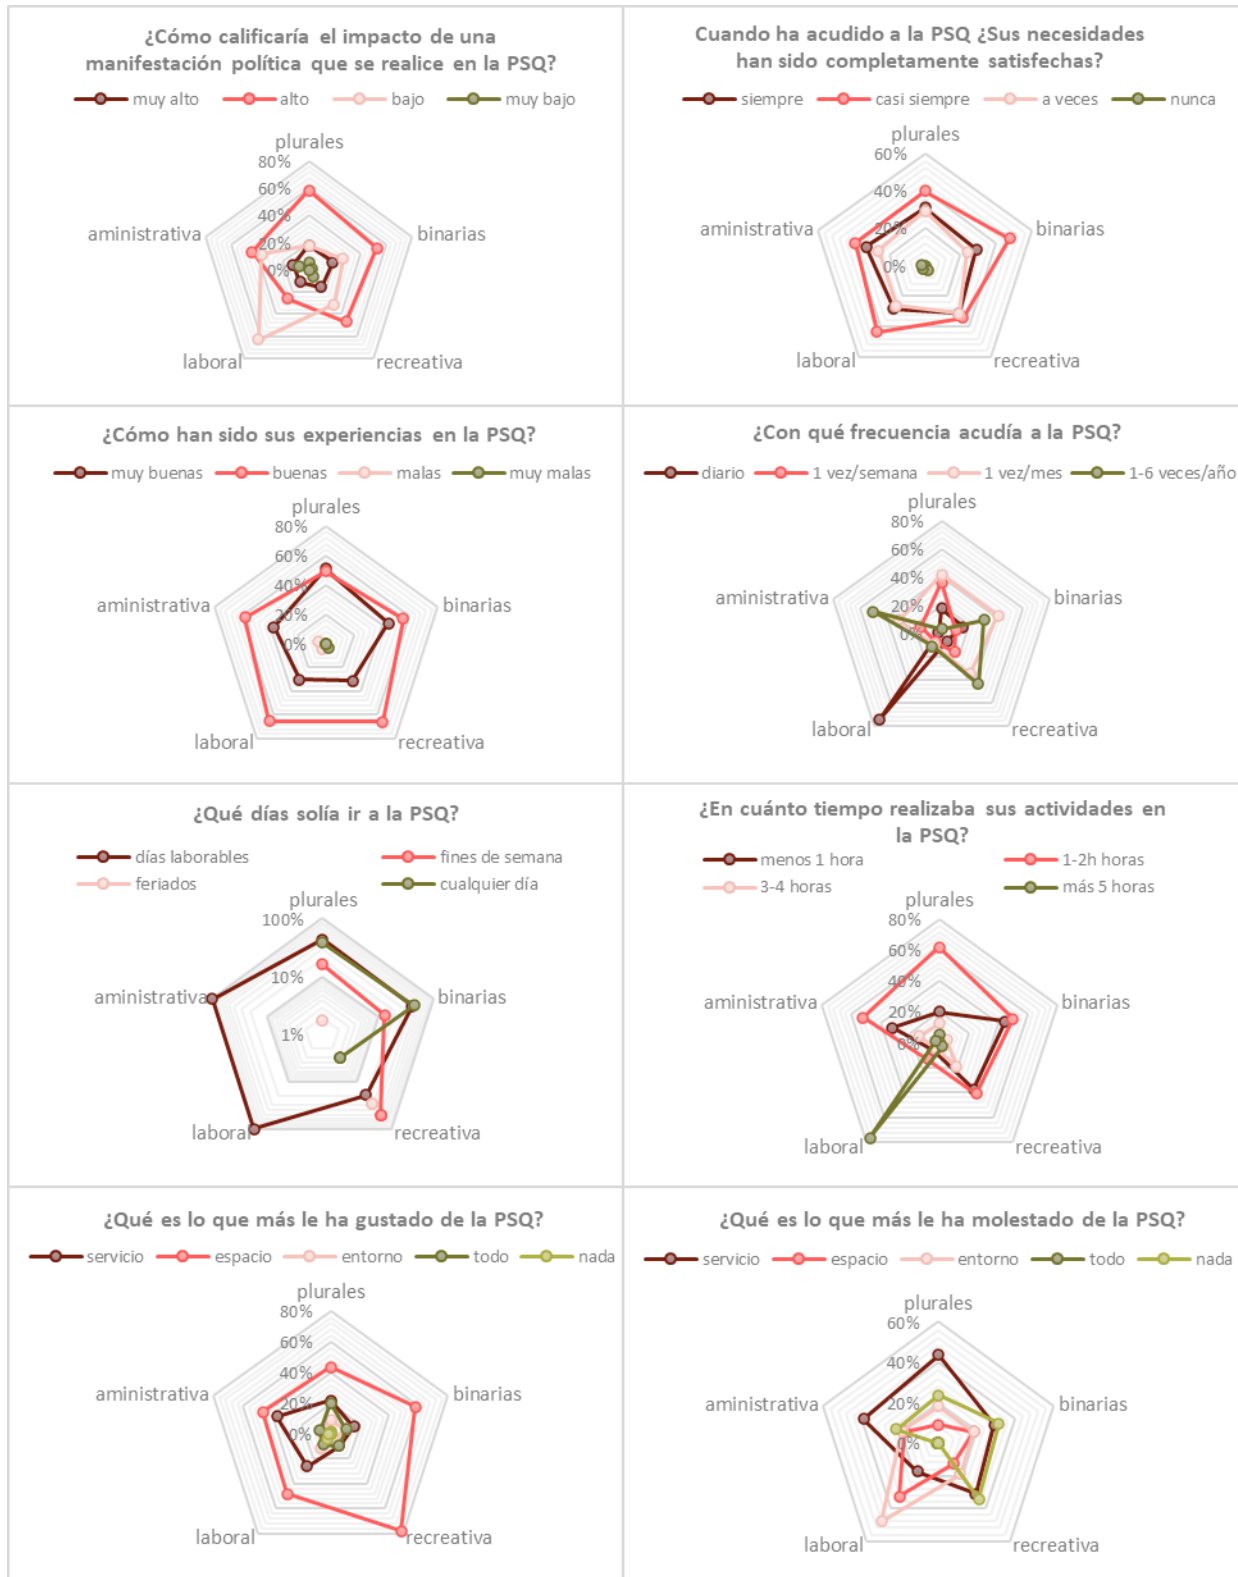 ¿Cómo calificaría el impacto de una
manifestación política que se realice en la PSQ?
muy alto alto bajo muy bajo
plurales
80%
60%
40%
20%
0%
aministrativa
binarias
laboral
recreativa
Cuando ha acudido a la PSQ ¿Sus necesidades
han sido completamente satisfechas?
siempre casi siempre a veces nunca
plurales
60%
40%
20%
0%
aministrativa
binarias
laboral
recreativa
¿Cómo han sido sus experiencias en la PSQ?
muy buenas buenas malas muy malas
plurales
80%
60%
40%
20%
0%
aministrativa
binarias
laboral
recreativa
¿Con qué frecuencia acudía a la PSQ?
diario 1 vez/semana 1 vez/mes 1-6 veces/año
plurales
80%
60%
40%
20%
0%
aministrativa
binarias
laboral
recreativa
¿Qué días solía ir a la PSQ?
días laborables fines de semana
feriados cualquier día
plurales
100%
10%
1%
aministrativa
binarias
laboral
recreativa
¿En cuánto tiempo realizaba sus actividades en
la PSQ?
menos 1 hora 1-2h horas
3-4 horas más 5 horas
plurales
80%
60%
40%
20%
0%
aministrativa
binarias
laboral
recreativa
¿Qué es lo que más le ha gustado de la PSQ?
servicio espacio entorno todo nada
plurales
80%
60%
40%
20%
0%
aministrativa
binarias
laboral
recreativa
¿Qué es lo que más le ha molestado de la PSQ?
servicio espacio entorno todo nada
plurales
60%
40%
20%
0%
aministrativa
binarias
laboral
recreativa